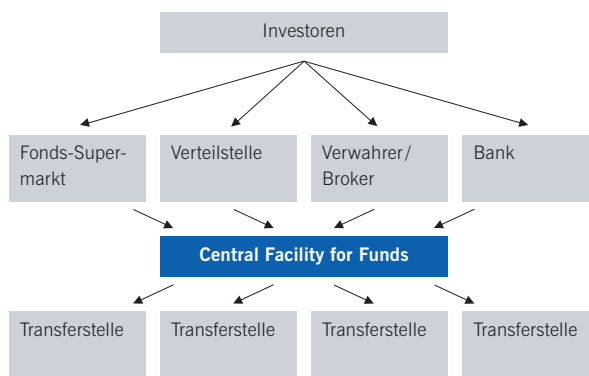 Investoren
Fonds-Super-
markt
Verteilstelle
Verwahrer/
Broker
Bank
Central Facility for Funds
Transferstelle
Transferstelle
Transferstelle
Transferstelle